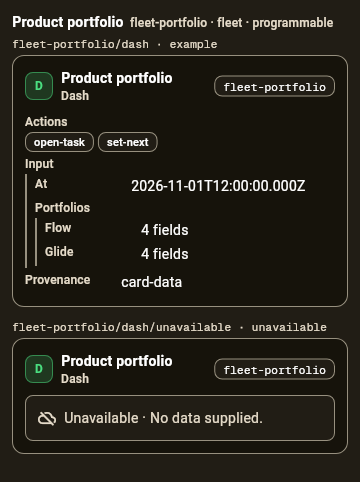 Product portfolio fleet-portfolio · fleet · programmable
fleet-portfolio/dash · example
D Product portfolio fleet-portfolio
Dash
Actions
open-task set-next
Input
At 2026-11-01T12:00:00.000Z
Portfolios
Flow 4 fields
Glide 4 fields
Provenance card-data
fleet-portfolio/dash/unavailable · unavailable
D Product portfolio fleet-portfolio
Dash
Unavailable · No data supplied.